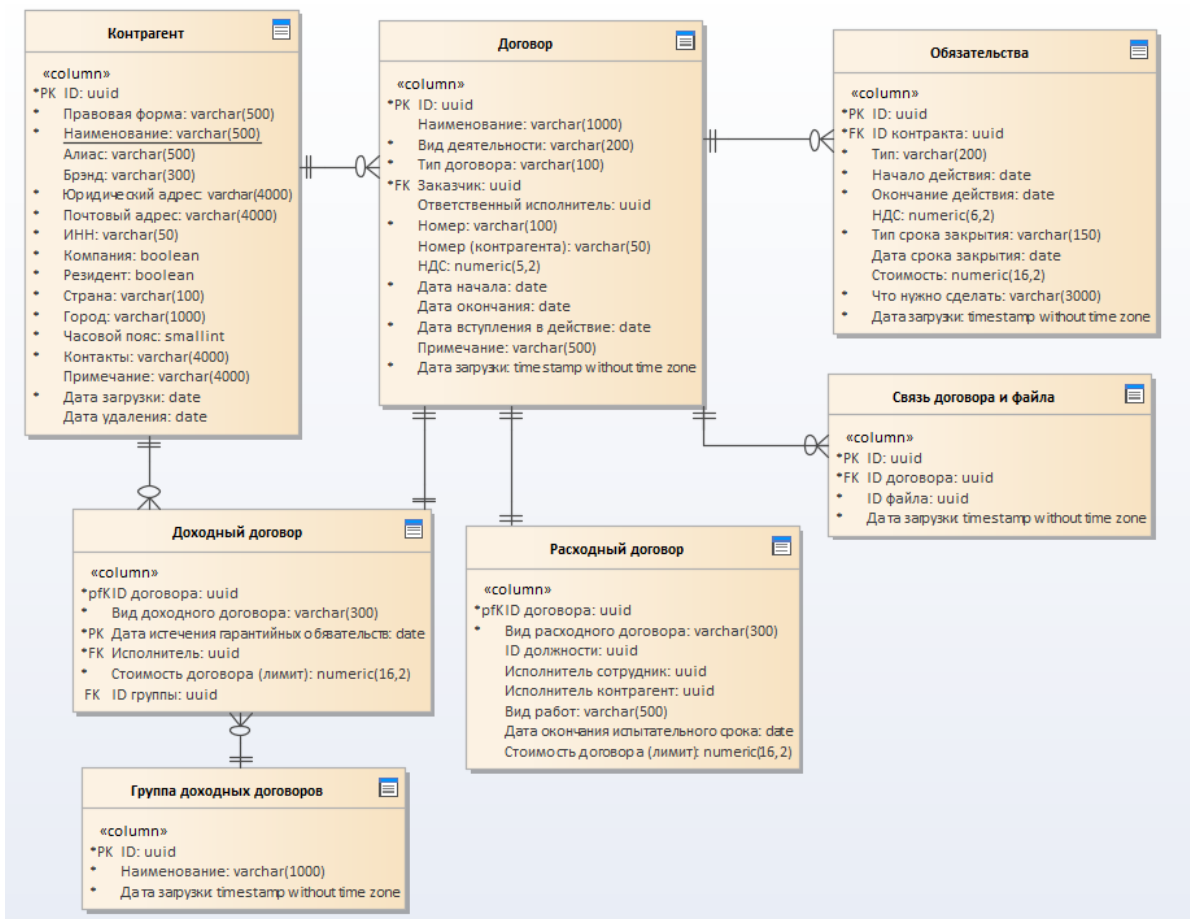 Контрагент
«column»
*PK ID: uuid
* Правовая форма: varchar(500)
* Наименование: varchar(500)
Алиас: varchar(500)
Брэнд: varchar(300)
* Юридический адрес: varchar(4000)
* Почтовый адрес: varchar(4000)
* ИНН: varchar(50)
* Компания: boolean
* Резидент: boolean
* Страна: varchar(100)
* Город: varchar(1000)
* Часовой пояс: smallint
* Контакты: varchar(4000)
Примечание: varchar(4000)
* Дата загрузки: date
Дата удаления: date
Договор
«column»
*PK ID: uuid
Наименование: varchar(1000)
* Вид деятельности: varchar(200)
* Тип договора: varchar(100)
*FK Заказчик: uuid
Ответственный исполнитель: uuid
* Номер: varchar(100)
Номер (контрагента): varchar(50)
НДС: numeric(5,2)
* Дата начала: date
Дата окончания: date
* Дата вступления в действие: date
Примечание: varchar(500)
* Дата загрузки: timestamp without time zone
Обязательства
«column»
*PK ID: uuid
*FK ID контракта: uuid
* Тип: varchar(200)
* Начало действия: date
* Окончание действия: date
НДС: numeric(6,2)
* Тип срока закрытия: varchar(150)
Дата срока закрытия: date
Стоимость: numeric(16,2)
* Что нужно сделать: varchar(3000)
* Дата загрузки: timestamp without time zone
Связь договора и файла
«column»
*PK ID: uuid
*FK ID договора: uuid
* ID файла: uuid
* Дата загрузки: timestamp without time zone
Доходный договор
«column»
*pfK ID договора: uuid
* Вид доходного договора: varchar(300)
*PK Дата истечения гарантийных обязательств: date
*FK Исполнитель: uuid
* Стоимость договора (лимит): numeric(16,2)
FK ID группы: uuid
Расходный договор
«column»
*pfK ID договора: uuid
* Вид расходного договора: varchar(300)
ID должности: uuid
Исполнитель сотрудник: uuid
Исполнитель контрагент: uuid
Вид работ: varchar(500)
Дата окончания испытательного срока: date
Стоимость договора (лимит): numeric(16,2)
Группа доходных договоров
«column»
*PK ID: uuid
* Наименование: varchar(1000)
* Дата загрузки: timestamp without time zone